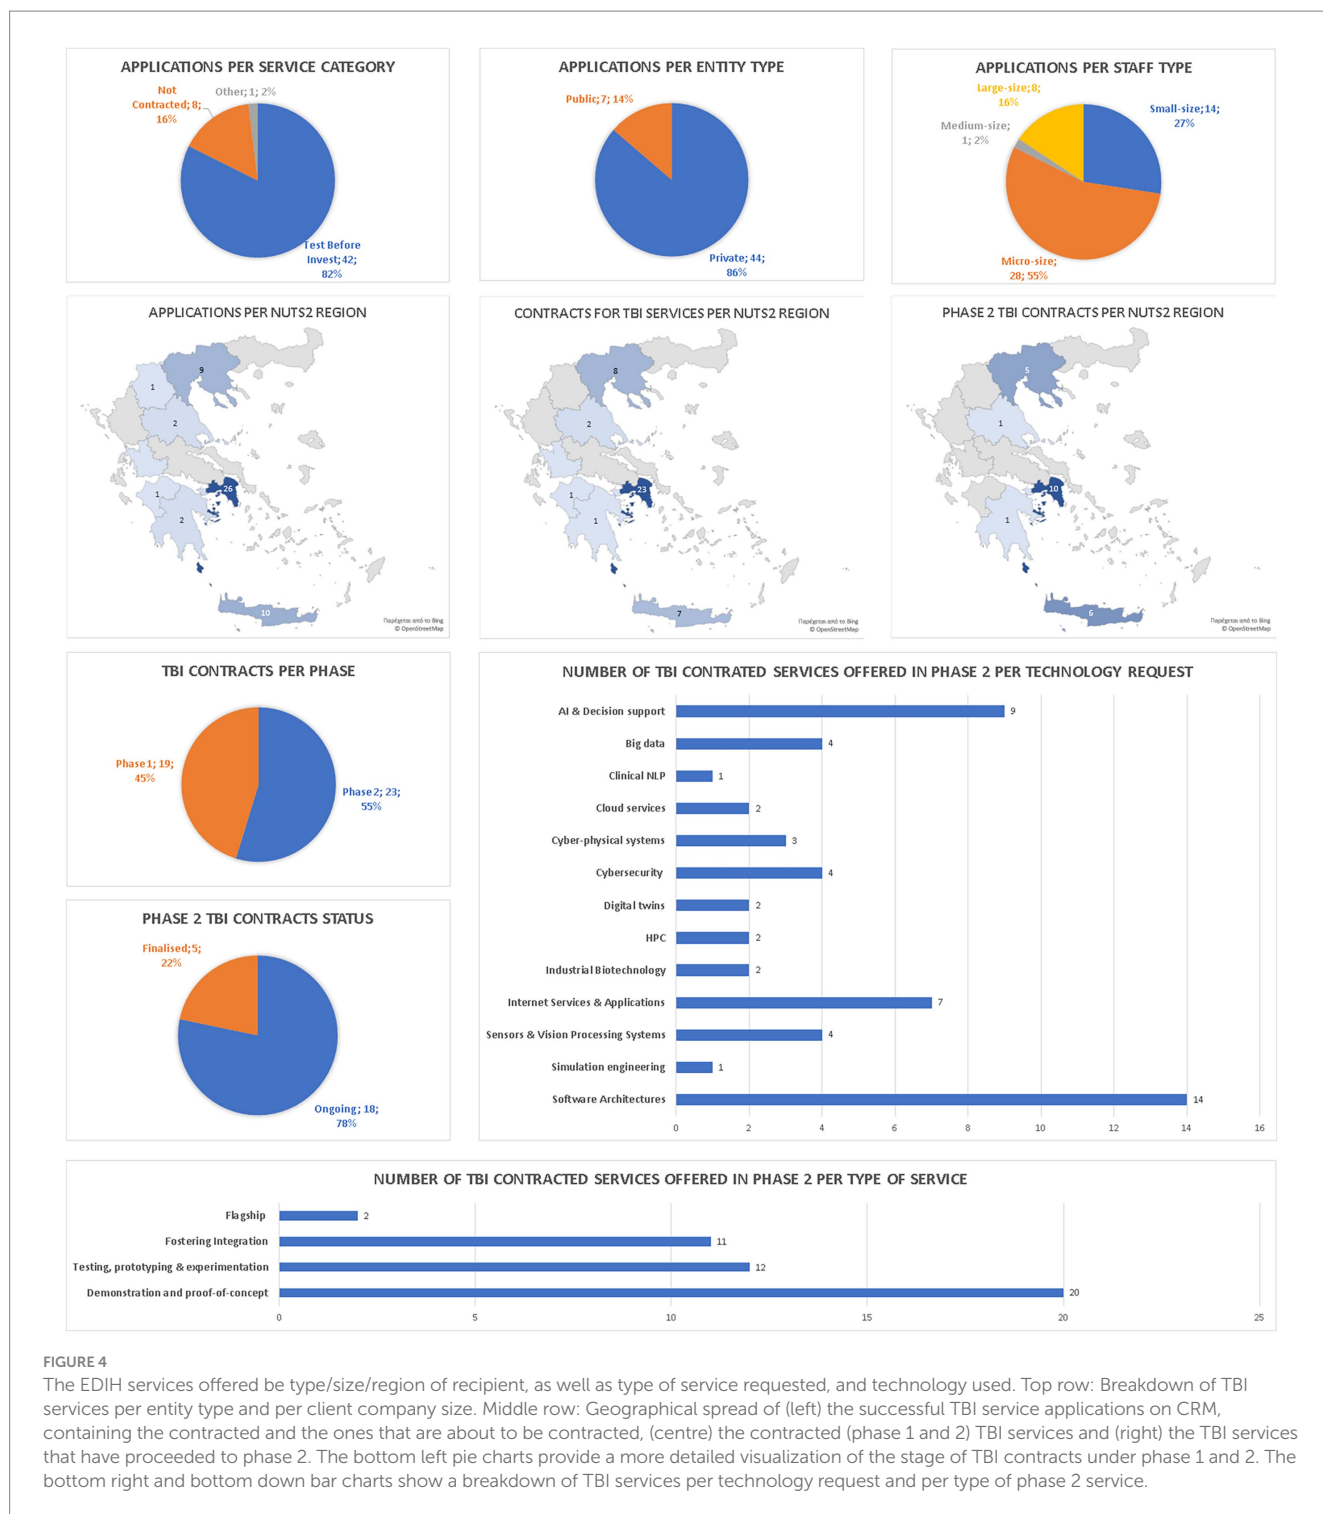 APPLICATIONS PER SERVICE CATEGORY
Not
Contracted; 8;
16%
Other; 1; 2%
Test Before
Invest; 42;
82%
APPLICATIONS PER ENTITY TYPE
Public; 7; 14%
Private; 44;
86%
APPLICATIONS PER STAFF TYPE
Large-size; 8;
16%
Small-size; 14;
27%
Medium-size;
1; 2%
Micro-size;
28; 55%
APPLICATIONS PER NUTS2 REGION
9
1
2
26
1
2
10
Παρέχεται από το Bing
© OpenStreetMap
CONTRACTS FOR TBI SERVICES PER NUTS2 REGION
8
2
23
1
1
7
Παρέχεται από το Bing
© OpenStreetMap
PHASE 2 TBI CONTRACTS PER NUTS2 REGION
5
1
10
1
6
Παρέχεται από το Bing
© OpenStreetMap
TBI CONTRACTS PER PHASE
Phase 1; 19;
45%
Phase 2; 23;
55%
PHASE 2 TBI CONTRACTS STATUS
Finalised; 5;
22%
Ongoing; 18;
78%
NUMBER OF TBI CONTRATED SERVICES OFFERED IN PHASE 2 PER TECHNOLOGY REQUEST
AI & Decision support 9
Big data 4
Clinical NLP 1
Cloud services 2
Cyber-physical systems 3
Cybersecurity 4
Digital twins 2
HPC 2
Industrial Biotechnology 2
Internet Services & Applications 7
Sensors & Vision Processing Systems 4
Simulation engineering 1
Software Architectures 14
0 2 4 6 8 10 12 14 16
NUMBER OF TBI CONTRACTED SERVICES OFFERED IN PHASE 2 PER TYPE OF SERVICE
Flagship 2
Fostering Integration 11
Testing, prototyping & experimentation 12
Demonstration and proof-of-concept 20
0 5 10 15 20 25
FIGURE 4
The EDIH services offered be type/size/region of recipient, as well as type of service requested, and technology used. Top row: Breakdown of TBI
services per entity type and per client company size. Middle row: Geographical spread of (left) the successful TBI service applications on CRM,
containing the contracted and the ones that are about to be contracted, (centre) the contracted (phase 1 and 2) TBI services and (right) the TBI services
that have proceeded to phase 2. The bottom left pie charts provide a more detailed visualization of the stage of TBI contracts under phase 1 and 2. The
bottom right and bottom down bar charts show a breakdown of TBI services per technology request and per type of phase 2 service.